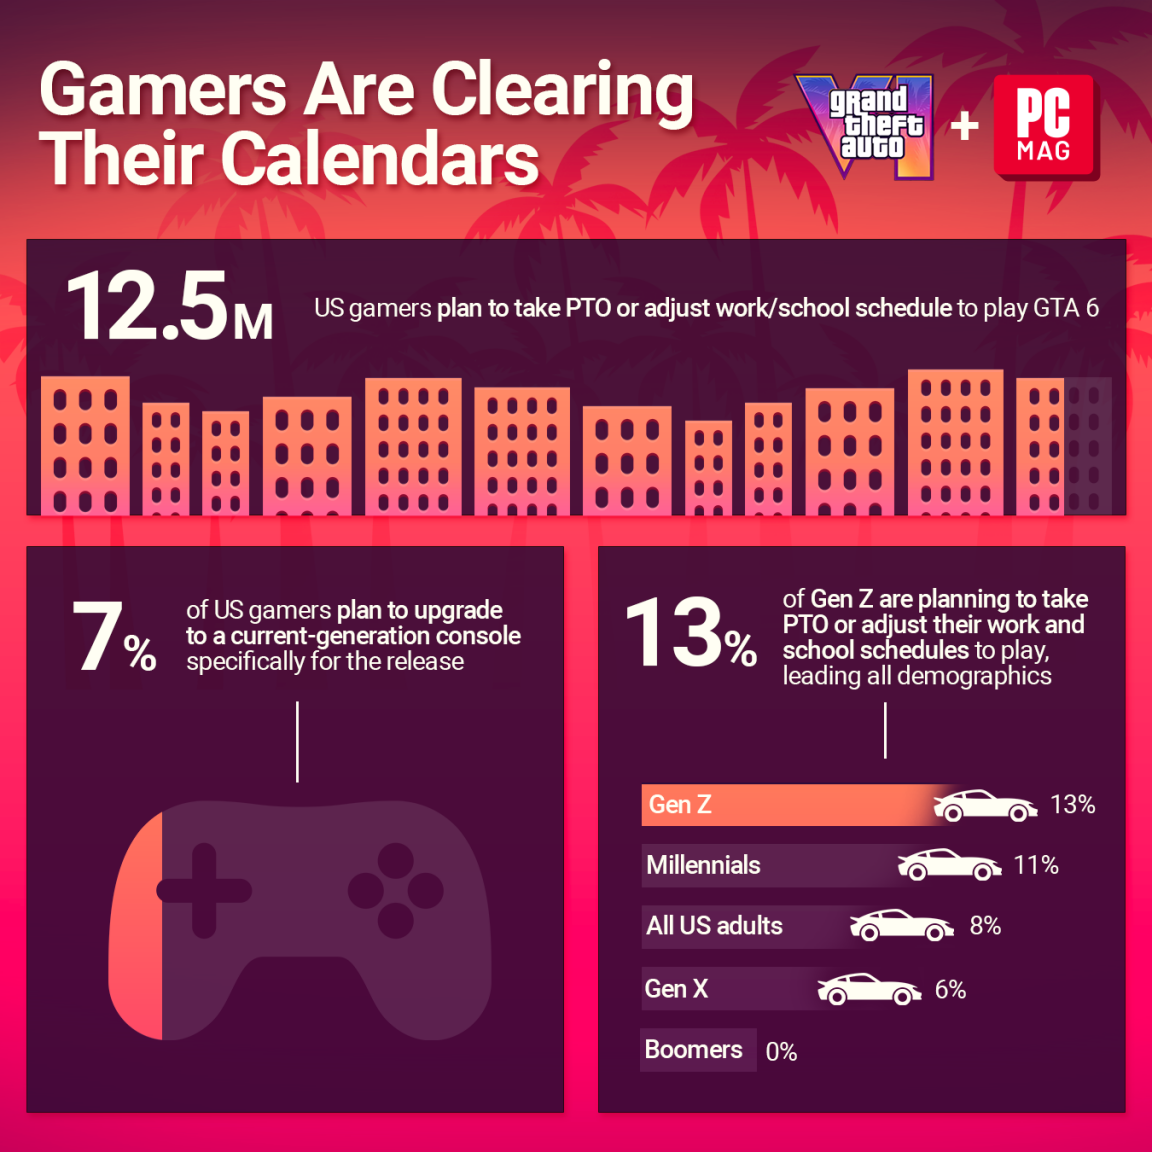 Gamers Are Clearing
Their Calendars
VI
grand
theft
auto
+
PC
MAG
12.5M
US gamers plan to take PTO or adjust work/school schedule to play GTA 6
7%
of US gamers plan to upgrade
to a current-generation console
specifically for the release
13%
of Gen Z are planning to take
PTO or adjust their work and
school schedules to play,
leading all demographics
Gen Z 13%
Millennials 11%
All US adults 8%
Gen X 6%
Boomers 0%